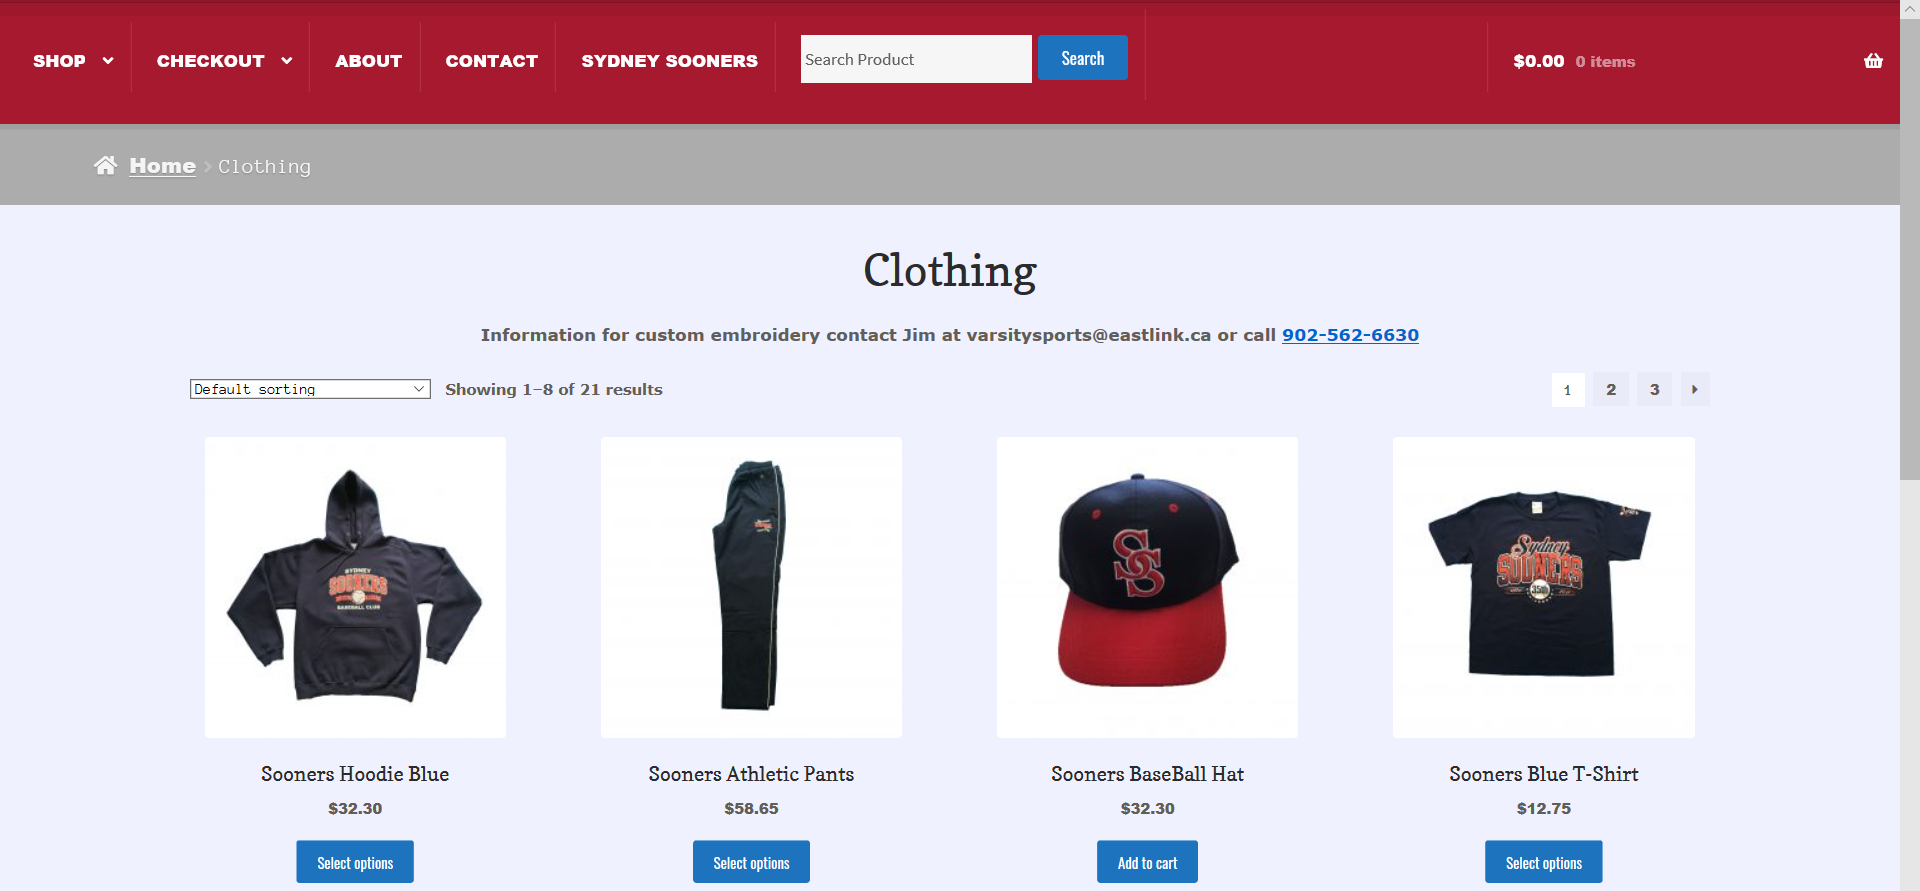 SHOP CHECKOUT ABOUT CONTACT SYDNEY SOONERS Search Product Search $0.00 0 items
Home Clothing
Clothing
Information for custom embroidery contact Jim at varsitysports@eastlink.ca or call 902-562-6630
Default sorting Showing 1–8 of 21 results 1 2 3
SYDNEY
SOONERS
BASEBALL CLUB
SS
Sydney
SOONERS
35th
Sooners Hoodie Blue Sooners Athletic Pants Sooners BaseBall Hat Sooners Blue T-Shirt
$32.30 $58.65 $32.30 $12.75
Select options Select options Add to cart Select options